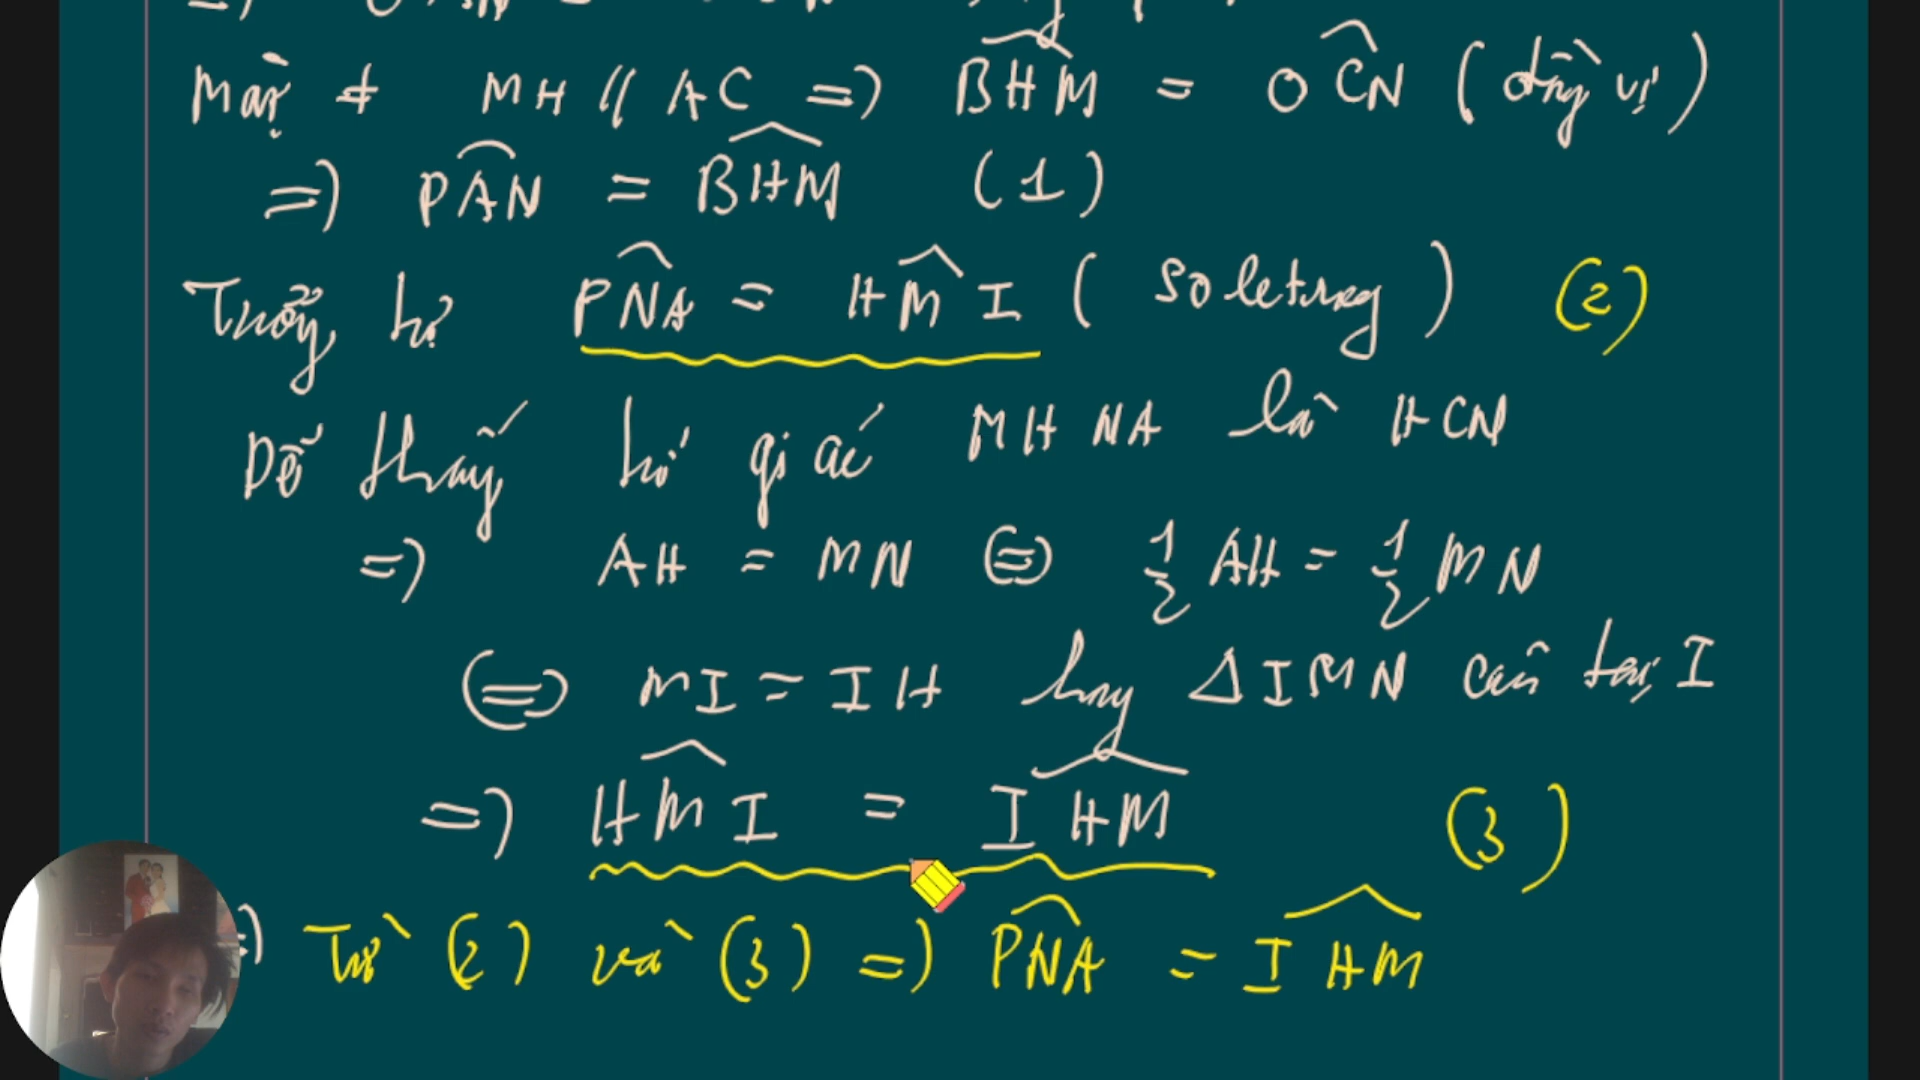 Mặt ≠ MH // AC => BHM = OCN (đồng vị)
=> PAN = BHM (1)
Tương tự PNA = HMI (so le trong) (2)
Dễ thấy tứ giác MHNA là HCN
=> AH = MN <=> 1/2 AH = 1/2 MN
<=> MI = IH hay Δ IMN cân tại I
=> HMI = IHM (3)
=> Từ (2) và (3) => PNA = IHM